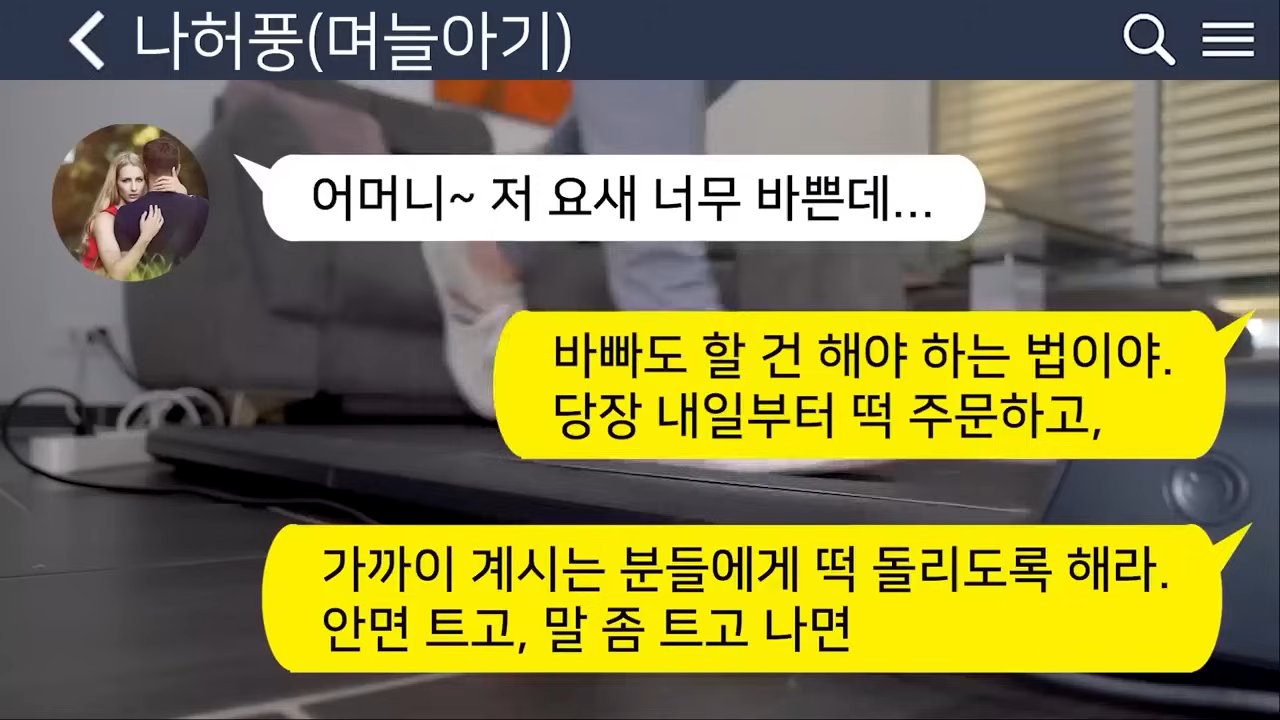 나허풍(며늘아기)
어머니~ 저 요새 너무 바쁜데...
바빠도 할 건 해야 하는 법이야.
당장 내일부터 떡 주문하고,
가까이 계시는 분들에게 떡 돌리도록 해라.
안면 트고, 말 좀 트고 나면